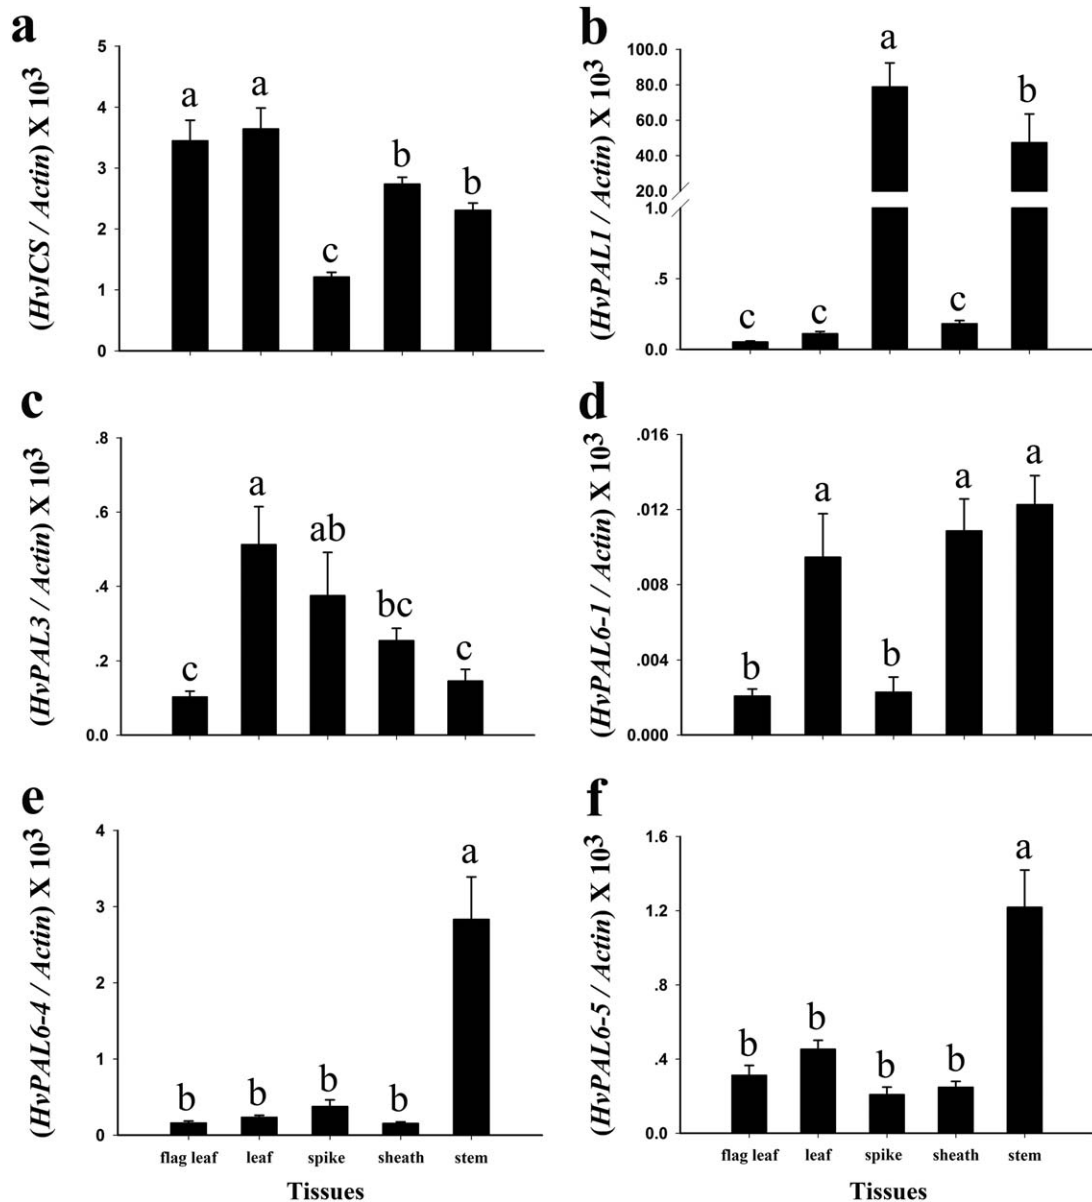 a
(HvICS / Actin) X 10³
5
4
3
2
1
0
a
a
c
b
b
b
(HvPAL1 / Actin) X 10³
100.0
80.0
60.0
40.0
20.0
1.0
.5
0.0
c
c
a
c
b
c
(HvPAL3 / Actin) X 10³
.8
.6
.4
.2
0.0
c
a
ab
bc
c
d
(HvPAL6-1 / Actin) X 10³
.016
.012
.008
.004
0.000
b
a
b
a
a
e
(HvPAL6-4 / Actin) X 10³
4
3
2
1
0
b
b
b
b
a
flag leaf leaf spike sheath stem
Tissues
f
(HvPAL6-5 / Actin) X 10³
1.6
1.2
.8
.4
0.0
b
b
b
b
a
flag leaf leaf spike sheath stem
Tissues